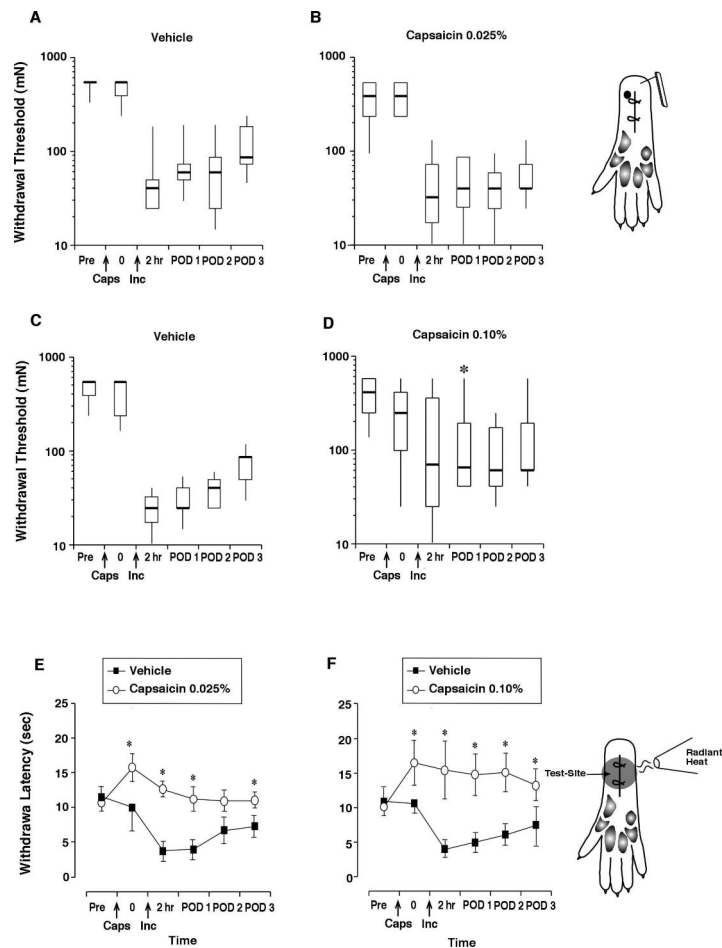 A
Vehicle
Withdrawal Threshold (mN)
1000
100
10
Pre 0 2 hr POD 1 POD 2 POD 3
Caps Inc
B
Capsaicin 0.025%
1000
100
10
Pre 0 2 hr POD 1 POD 2 POD 3
Caps Inc
C
Vehicle
Withdrawal Threshold (mN)
1000
100
10
Pre 0 2 hr POD 1 POD 2 POD 3
Caps Inc
D
Capsaicin 0.10%
*
1000
100
10
Pre 0 2 hr POD 1 POD 2 POD 3
Caps Inc
E
Vehicle
Capsaicin 0.025%
Withdrawa Latency (sec)
25
20
15
10
5
0
* * * *
Pre 0 2 hr POD 1 POD 2 POD 3
Caps Inc
Time
F
Vehicle
Capsaicin 0.10%
25
20
15
10
5
0
* * * * *
Pre 0 2 hr POD 1 POD 2 POD 3
Caps Inc
Time
Test-Site
Radiant
Heat